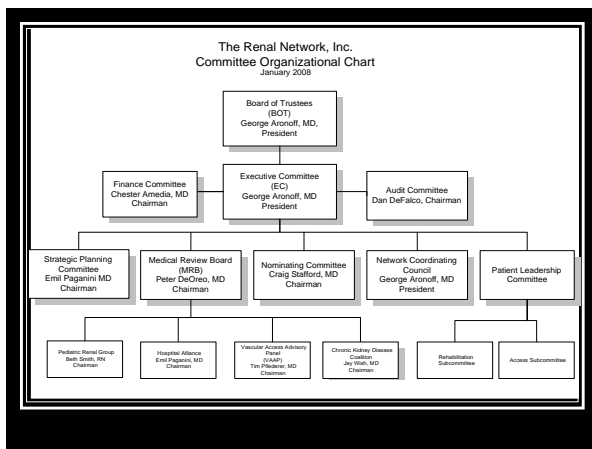 The Renal Network, Inc.
Committee Organizational Chart
January 2008
Board of Trustees
(BOT)
George Aronoff, MD,
President
Finance Committee
Chester Amedia, MD
Chairman
Executive Committee
(EC)
George Aronoff, MD
President
Audit Committee
Dan DeFalco, Chairman
Strategic Planning
Committee
Emil Paganini MD
Chairman
Medical Review Board
(MRB)
Peter DeOreo, MD
Chairman
Nominating Committee
Craig Stafford, MD
Chairman
Network Coordinating
Council
George Aronoff, MD
President
Patient Leadership
Committee
Pediatric Renal Group
Beth Smith, RN
Chairman
Hospital Alliance
Emil Paganini, MD
Chairman
Vascular Access Advisory
Panel
(VAAP)
Tim Pflederer, MD
Chairman
Chronic Kidney Disease
Coalition
Jay Wish, MD
Chairman
Rehabilitation
Subcommittee
Access Subcommittee